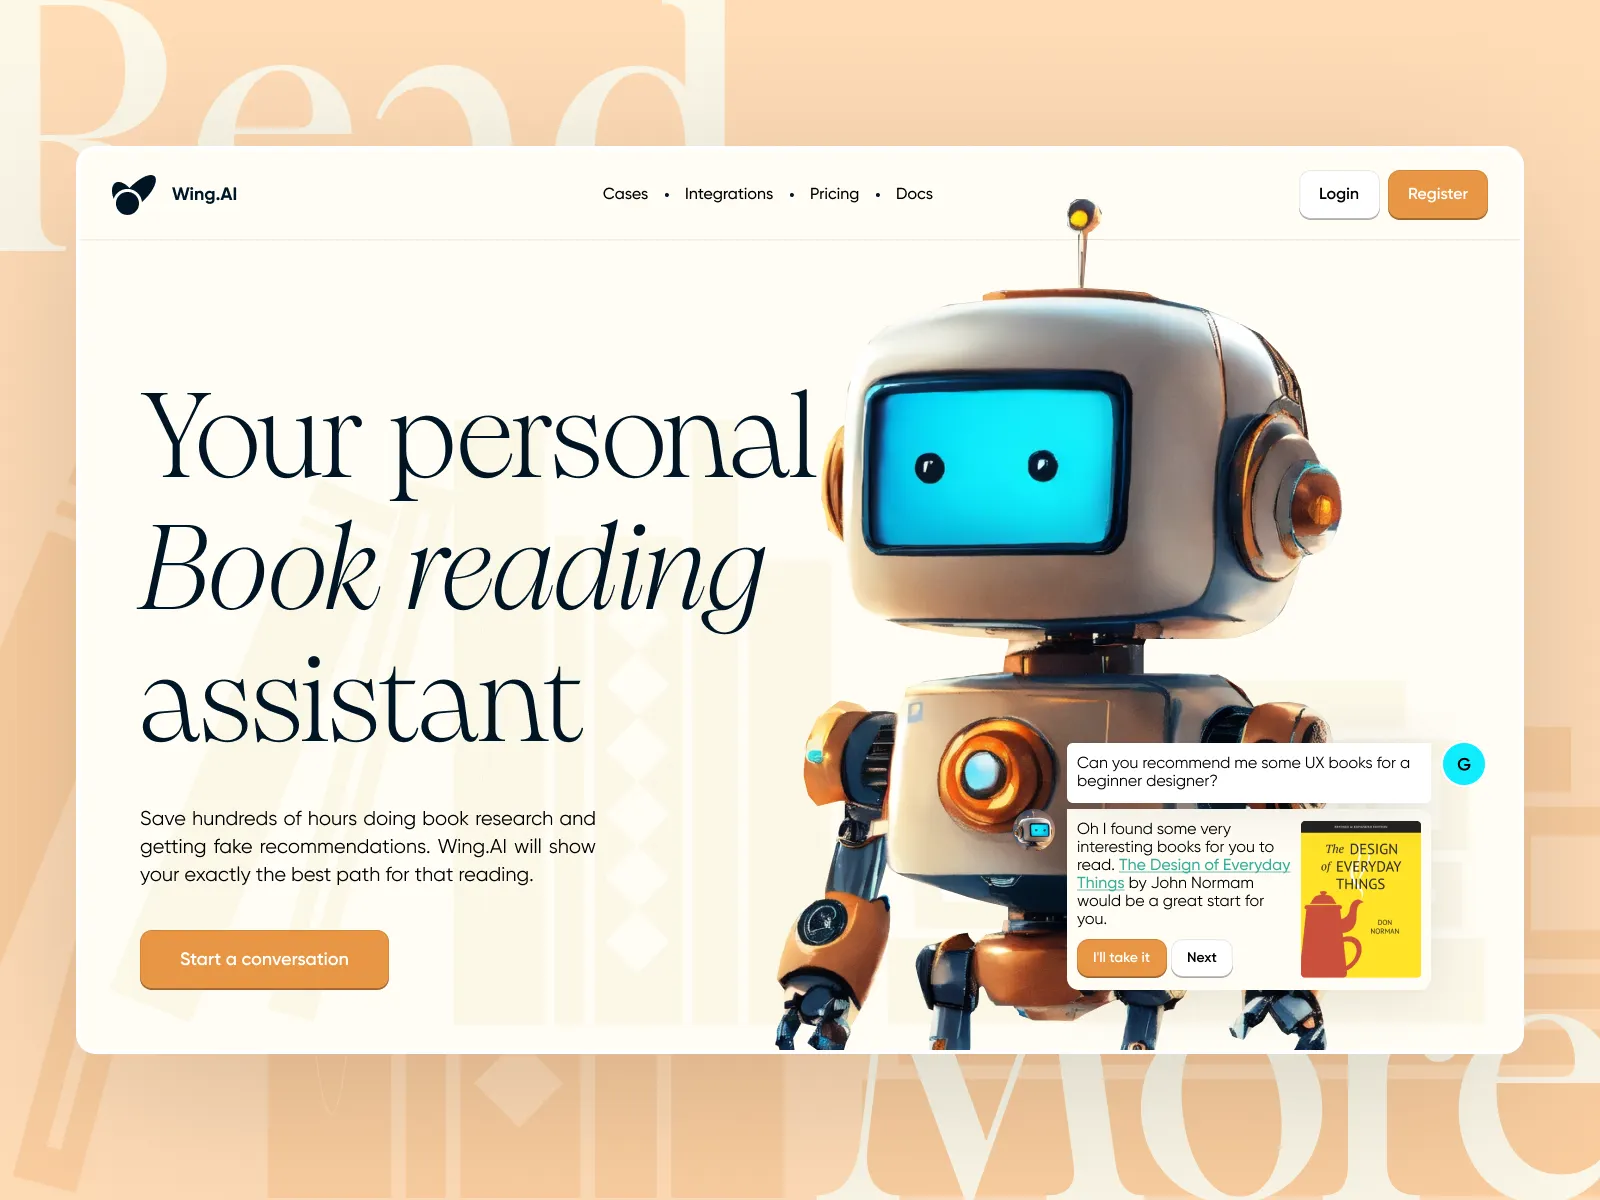 Read
Wing.AI
Cases • Integrations • Pricing • Docs
Login
Register
Your personal
Book reading
assistant
Save hundreds of hours doing book research and
getting fake recommendations. Wing.AI will show
your exactly the best path for that reading.
Start a conversation
Can you recommend me some UX books for a
beginner designer?
G
Oh I found some very
interesting books for you to
read. The Design of Everyday
Things by John Normam
would be a great start for
you.
I'll take it
Next
REVISED & EXPANDED EDITION
The DESIGN
of EVERYDAY
THINGS
DON
NORMAN
More